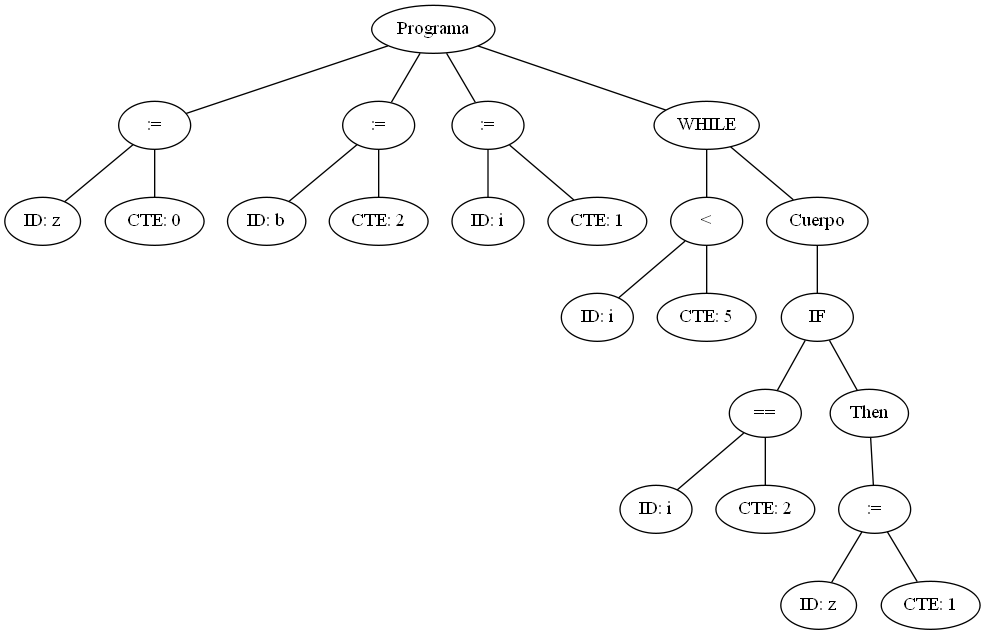 Programa
:=
:=
:=
WHILE
ID: z
CTE: 0
ID: b
CTE: 2
ID: i
CTE: 1
<
Cuerpo
ID: i
CTE: 5
IF
==
Then
ID: i
CTE: 2
:=
ID: z
CTE: 1